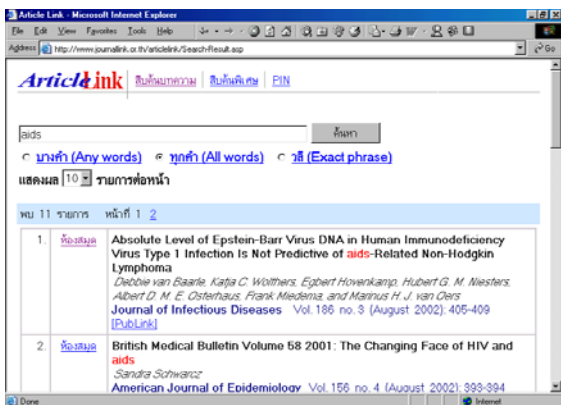 Article Link - Microsoft Internet Explorer
File Edit View Favorites Tools Help
Address http://www.journallink.or.th/articlelink/Search-Result.asp Go
ArticleLink สืบค้นบทความ สืบค้นพิเศษ PIN
aids ค้นหา
บางคำ (Any words) ทุกคำ (All words) วลี (Exact phrase)
แสดงผล 10 รายการต่อหน้า
พบ 11 รายการ หน้าที่ 1 2
1. ห้องสมุด Absolute Level of Epstein-Barr Virus DNA in Human Immunodeficiency
Virus Type 1 Infection Is Not Predictive of aids-Related Non-Hodgkin
Lymphoma
Debbie van Baarle, Katja C. Wolthers, Egbert Hovenkamp, Hubert G. M. Niesters,
Albert D. M. E. Osterhaus, Frank Miedema, and Marinus H. J. van Oers
Journal of Infectious Diseases Vol. 186 no. 3 (August 2002): 405-409
[PubLink]
2. ห้องสมุด British Medical Bulletin Volume 58 2001: The Changing Face of HIV and
aids
Sandra Schwarcz
American Journal of Epidemiology Vol. 156 no. 4 (August 2002): 393-394
Done Internet